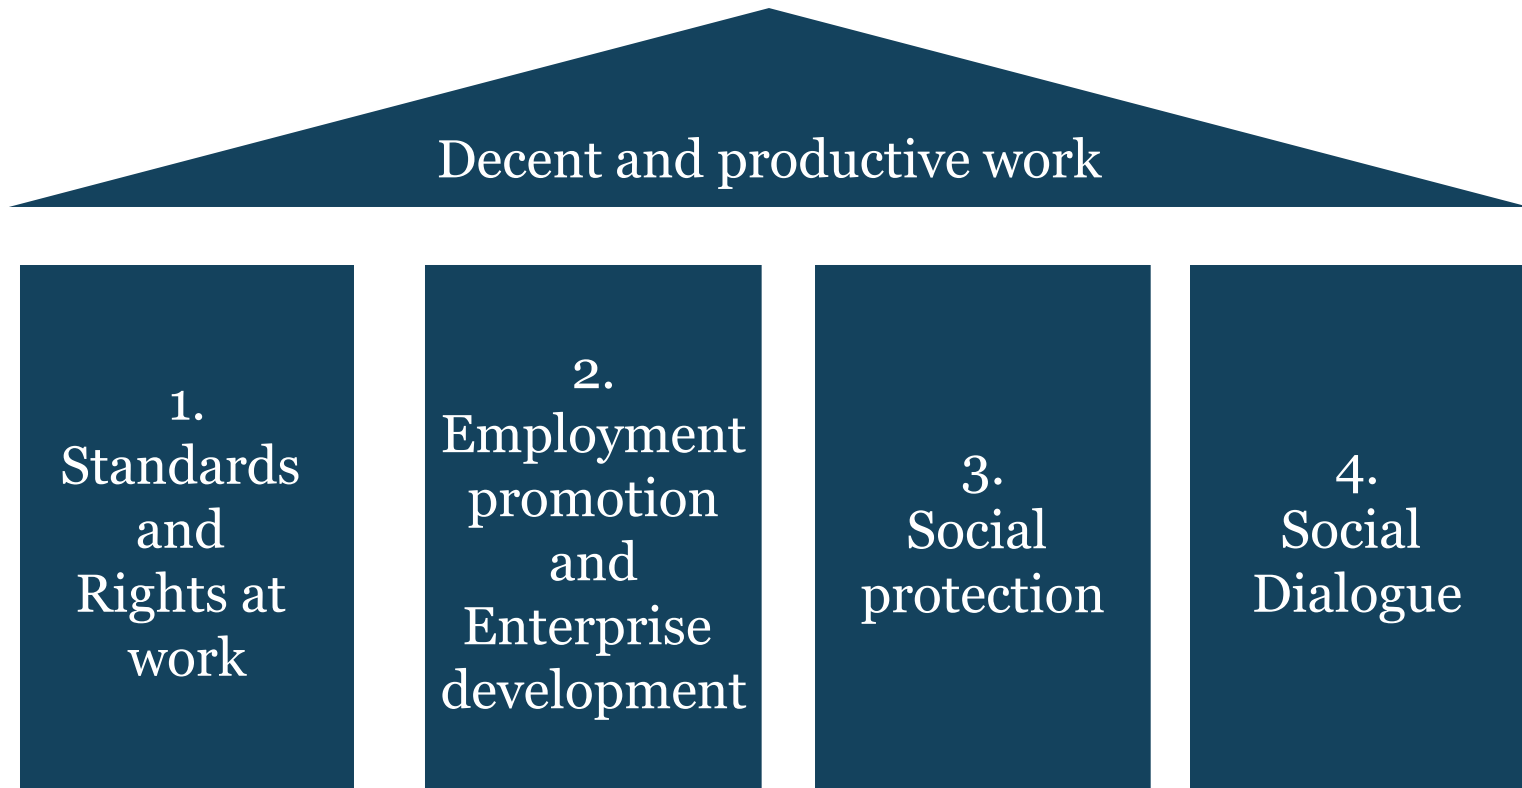 Decent and productive work
1.
Standards
and
Rights at
work
2.
Employment
promotion
and
Enterprise
development
3.
Social
protection
4.
Social
Dialogue